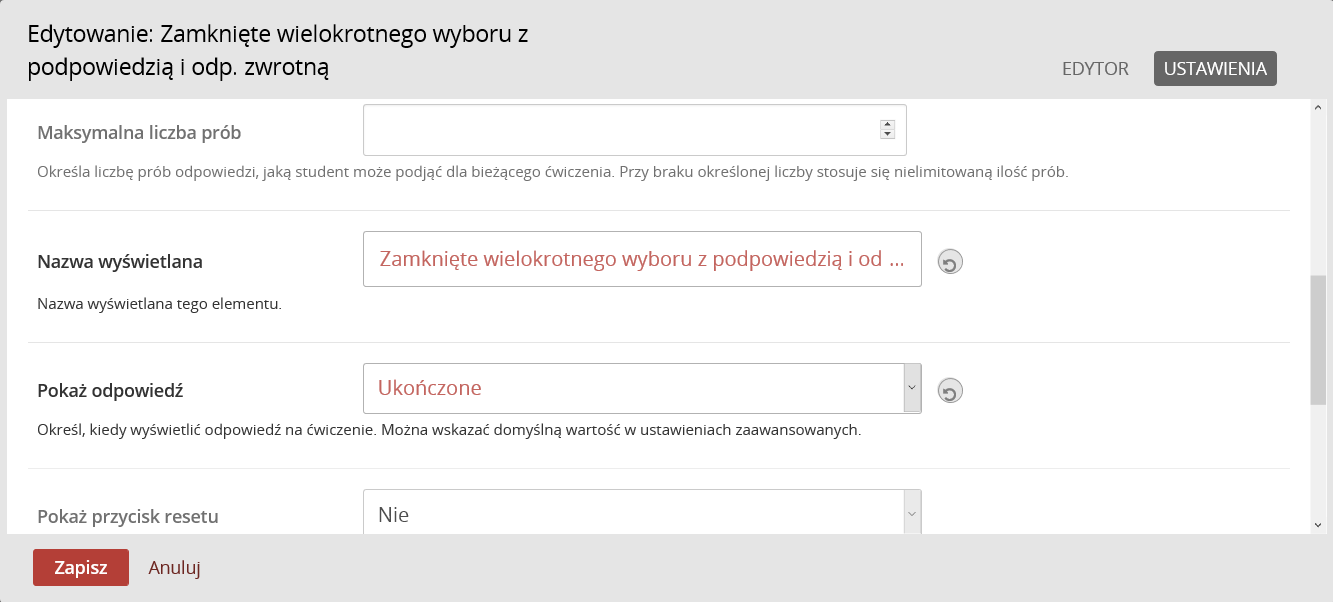 Edytowanie: Zamknięte wielokrotnego wyboru z
podpowiedzią i odp. zwrotną
EDYTOR
USTAWIENIA
Maksymalna liczba prób
Określa liczbę prób odpowiedzi, jaką student może podjąć dla bieżącego ćwiczenia. Przy braku określonej liczby stosuje się nielimitowaną ilość prób.
Nazwa wyświetlana
Zamknięte wielokrotnego wyboru z podpowiedzią i od ...
Nazwa wyświetlana tego elementu.
Pokaż odpowiedź
Ukończone
Określ, kiedy wyświetlić odpowiedź na ćwiczenie. Można wskazać domyślną wartość w ustawieniach zaawansowanych.
Pokaż przycisk resetu
Nie
Zapisz
Anuluj